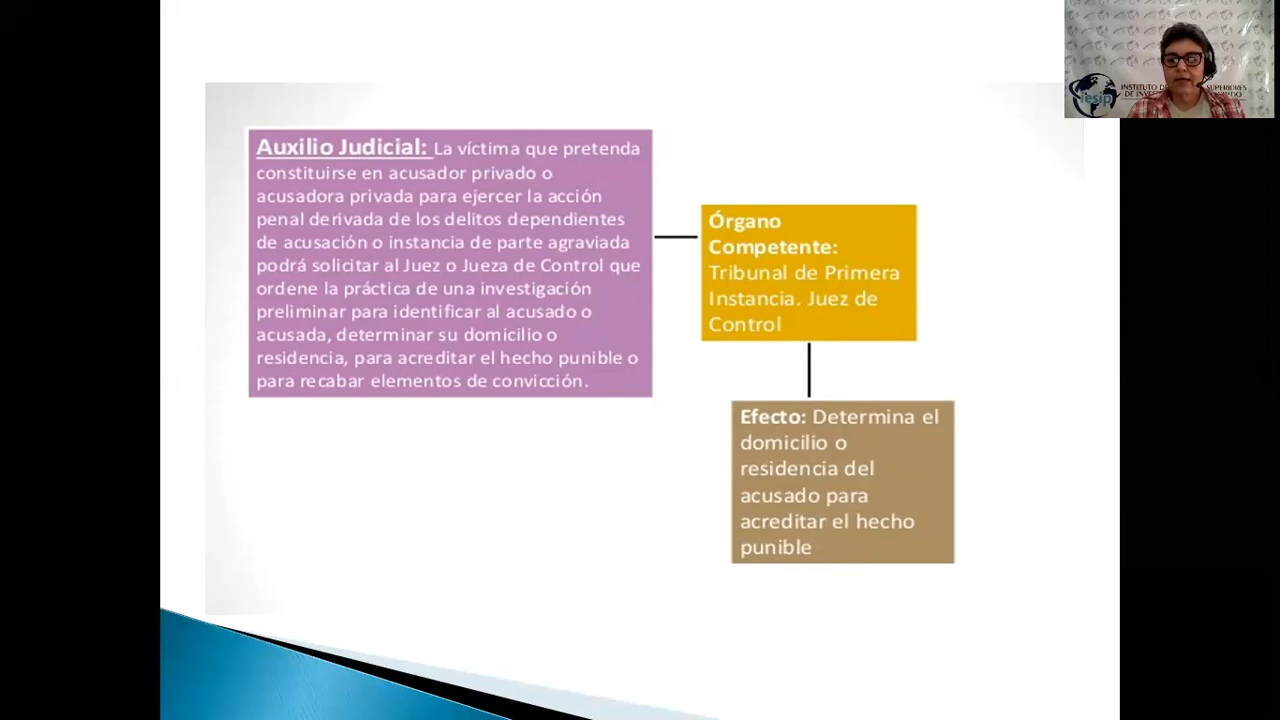 Auxilio Judicial: La víctima que pretenda
constituirse en acusador privado o
acusadora privada para ejercer la acción
penal derivada de los delitos dependientes
de acusación o instancia de parte agraviada
podrá solicitar al Juez o Jueza de Control que
ordene la práctica de una investigación
preliminar para identificar al acusado o
acusada, determinar su domicilio o
residencia, para acreditar el hecho punible o
para recabar elementos de convicción.
Órgano
Competente:
Tribunal de Primera
Instancia. Juez de
Control
Efecto: Determina el
domicilio o
residencia del
acusado para
acreditar el hecho
punible
iesip
INSTITUTO SUPERIORES
DE